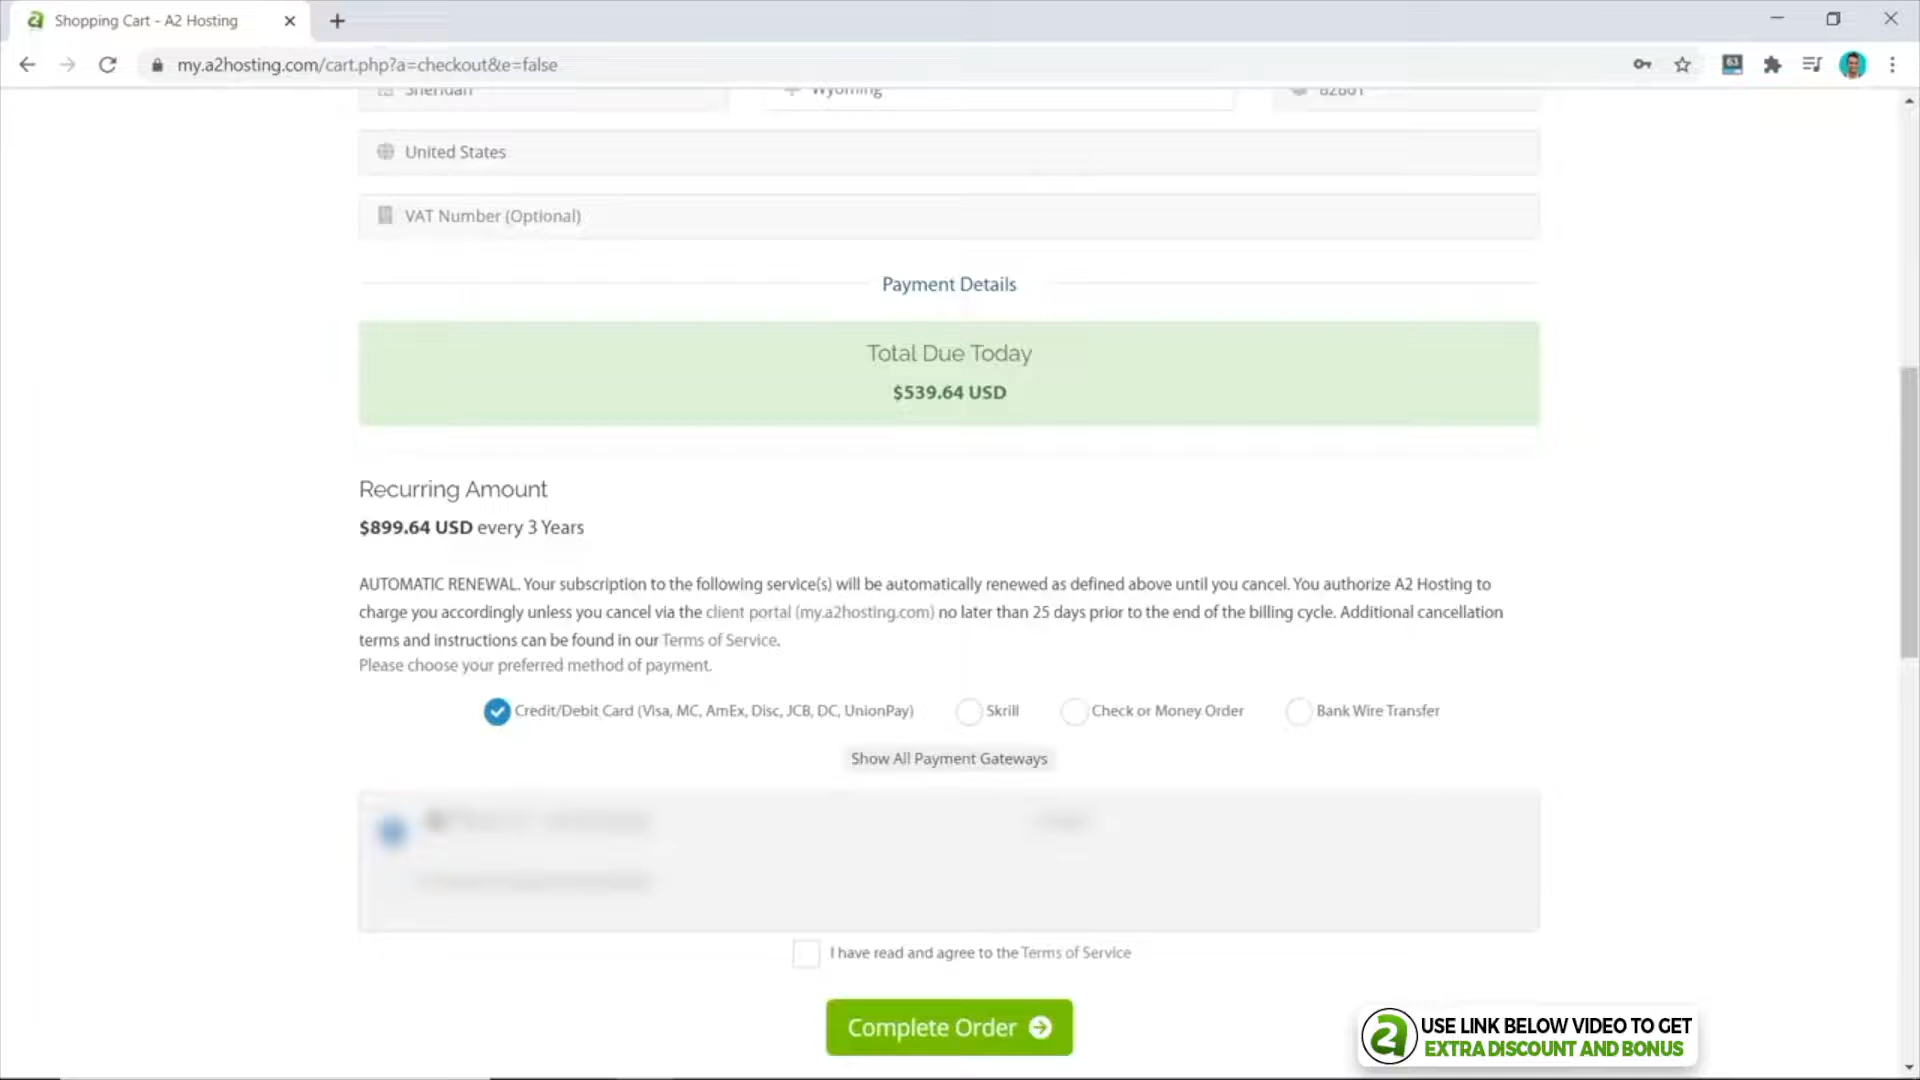 Shopping Cart - A2 Hosting
my.a2hosting.com/cart.php?a=checkout&e=false
63
Sheridan
Wyoming
82801
United States
VAT Number (Optional)
Payment Details
Total Due Today
$539.64 USD
Recurring Amount
$899.64 USD every 3 Years
AUTOMATIC RENEWAL. Your subscription to the following service(s) will be automatically renewed as defined above until you cancel. You authorize A2 Hosting to
charge you accordingly unless you cancel via the client portal (my.a2hosting.com) no later than 25 days prior to the end of the billing cycle. Additional cancellation
terms and instructions can be found in our Terms of Service.
Please choose your preferred method of payment.
Credit/Debit Card (Visa, MC, AmEx, Disc, JCB, DC, UnionPay)
Skrill
Check or Money Order
Bank Wire Transfer
Show All Payment Gateways
I have read and agree to the Terms of Service
Complete Order
USE LINK BELOW VIDEO TO GET
EXTRA DISCOUNT AND BONUS